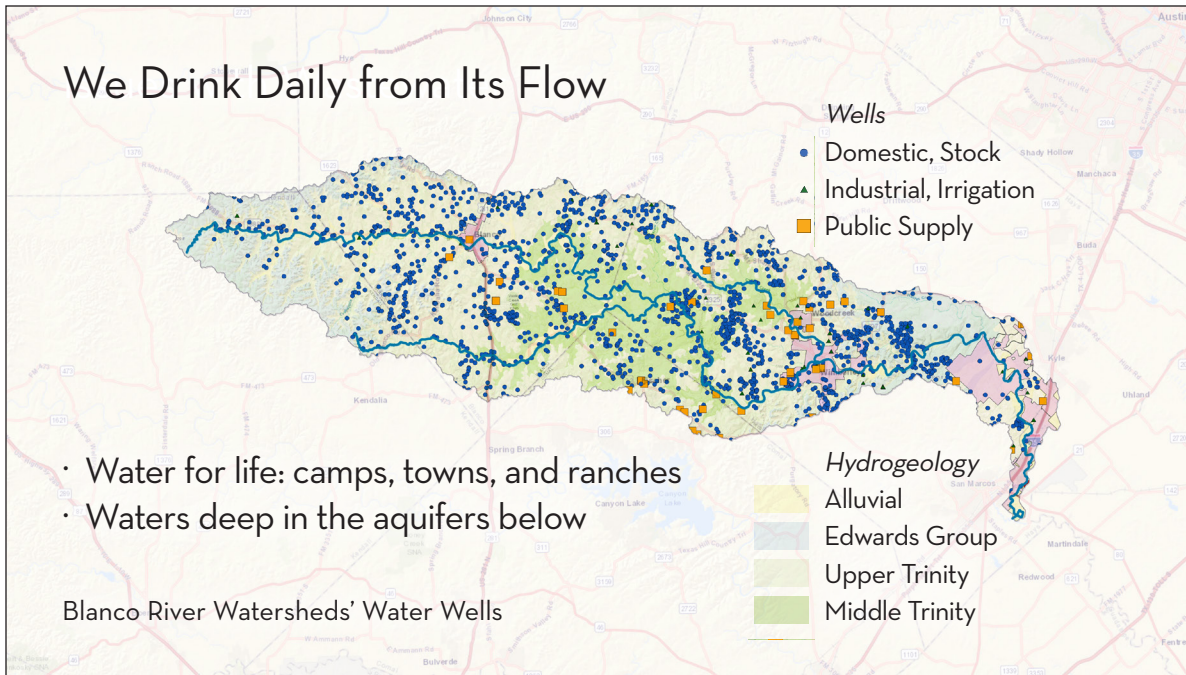 We Drink Daily from Its Flow
Wells
Domestic, Stock
Industrial, Irrigation
Public Supply
· Water for life: camps, towns, and ranches
· Waters deep in the aquifers below
Blanco River Watersheds' Water Wells
Hydrogeology
Alluvial
Edwards Group
Upper Trinity
Middle Trinity
Johnson City
Austin
Shady Hollow
Manchaca
Buda
Kyle
Uhland
Woodcreek
Kendalia
Spring Branch
Canyon Lake
San Marcos
Martindale
Redwood
Bulverde